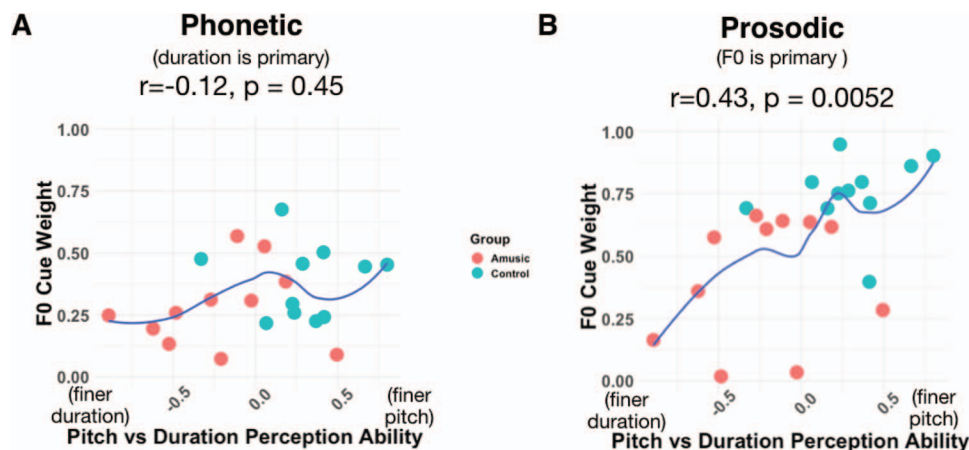 A
Phonetic
(duration is primary)
r=-0.12, p = 0.45
1.00
0.75
0.50
0.25
0.00
F0 Cue Weight
(finer
duration)
-0.5
0.0
0.5
(finer
pitch)
Pitch vs Duration Perception Ability
Group
Amusic
Control
B
Prosodic
(F0 is primary )
r=0.43, p = 0.0052
1.00
0.75
0.50
0.25
0.00
F0 Cue Weight
(finer
duration)
-0.5
0.0
0.5
(finer
pitch)
Pitch vs Duration Perception Ability